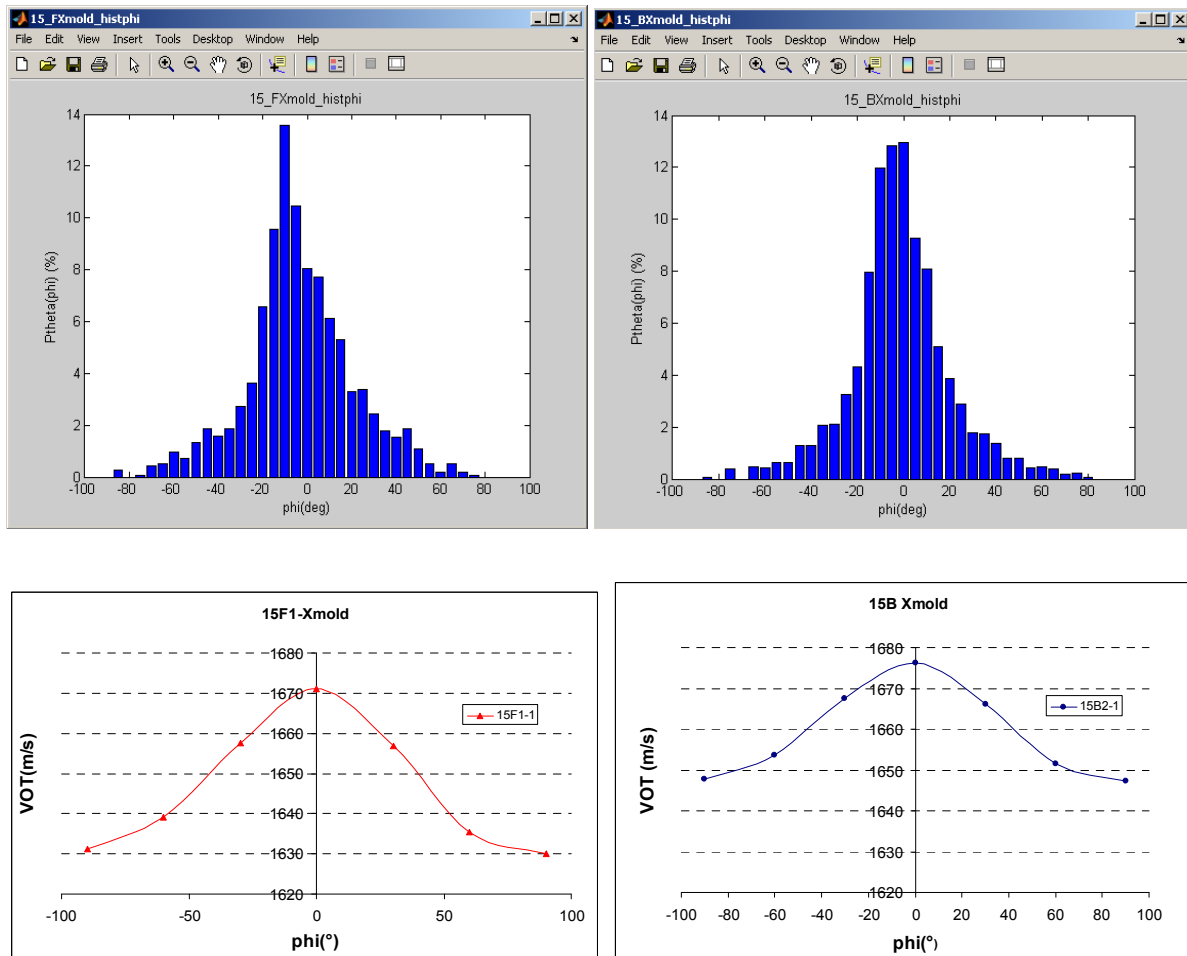 15_FXmold_histphi
File Edit View Insert Tools Desktop Window Help
15_FXmold_histphi
14
12
10
8
6
4
2
0
Ptheta(phi) (%)
-100 -80 -60 -40 -20 0 20 40 60 80 100
phi(deg)
15_BXmold_histphi
File Edit View Insert Tools Desktop Window Help
15_BXmold_histphi
14
12
10
8
6
4
2
0
Ptheta(phi) (%)
-100 -80 -60 -40 -20 0 20 40 60 80 100
phi(deg)
15F1-Xmold
1680
1670
1660
1650
1640
1630
1620
VOT(m/s)
15F1-1
-100 -50 0 50 100
phi(°)
15B Xmold
1680
1670
1660
1650
1640
1630
1620
VOT (m/s)
15B2-1
-100 -80 -60 -40 -20 0 20 40 60 80 100
phi(°)